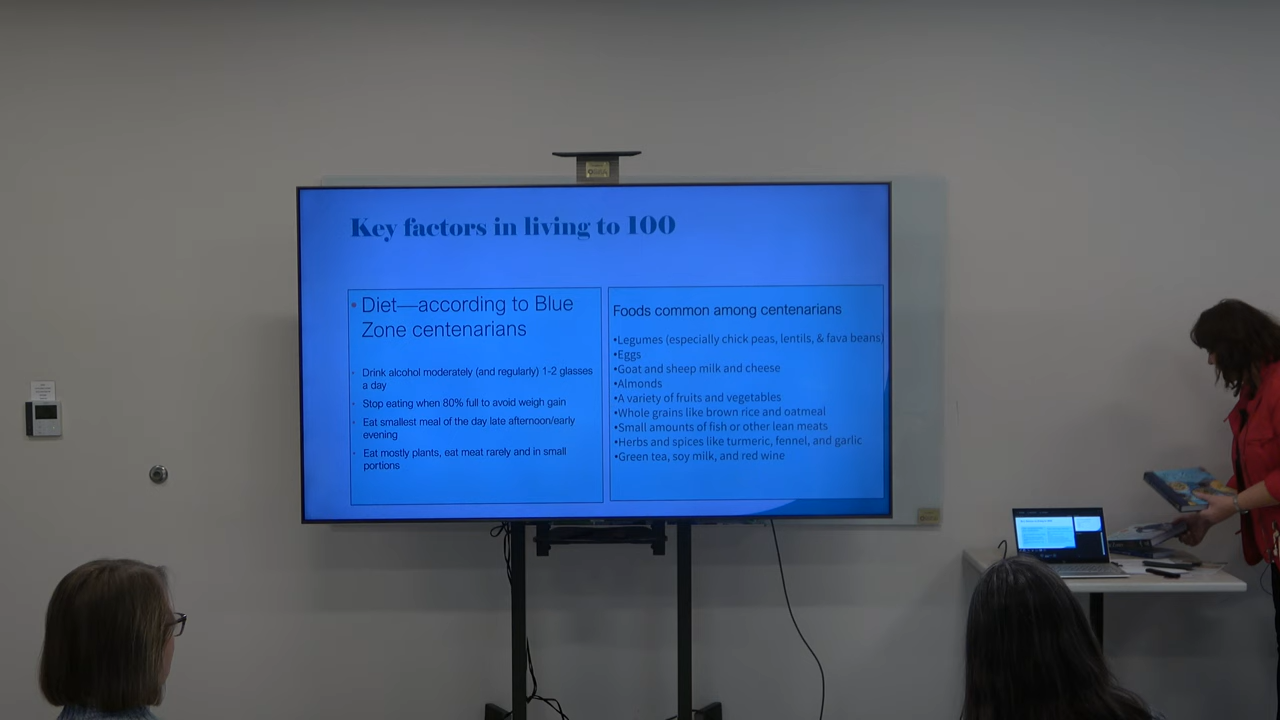 Key factors in living to 100
• Diet—according to Blue
Zone centenarians
• Drink alcohol moderately (and regularly) 1-2 glasses
a day
• Stop eating when 80% full to avoid weigh gain
• Eat smallest meal of the day late afternoon/early
evening
• Eat mostly plants, eat meat rarely and in small
portions
Foods common among centenarians
•Legumes (especially chick peas, lentils, & fava beans)
•Eggs
•Goat and sheep milk and cheese
•Almonds
•A variety of fruits and vegetables
•Whole grains like brown rice and oatmeal
•Small amounts of fish or other lean meats
•Herbs and spices like turmeric, fennel, and garlic
•Green tea, soy milk, and red wine